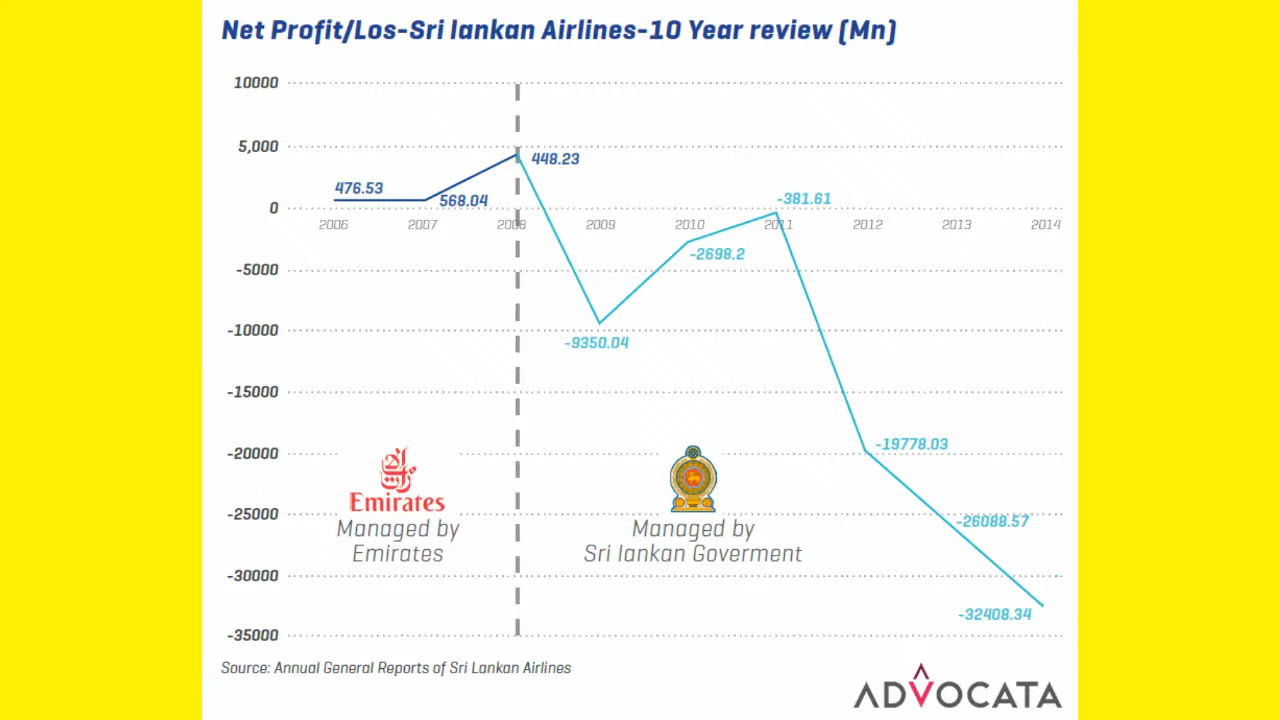 Net Profit/Los-Sri lankan Airlines-10 Year review (Mn)
10000
5,000
448.23
476.53
568.04
-381.61
0
2006 2007 2008 2009 2010 2011 2012 2013 2014
-2698.2
-5000
-10000
-9350.04
-15000
-19778.03
-20000
Emirates
-25000
Managed by
Emirates
Managed by
Sri lankan Goverment
-26088.57
-30000
-32408.34
-35000
Source: Annual General Reports of Sri Lankan Airlines
ADVOCATA